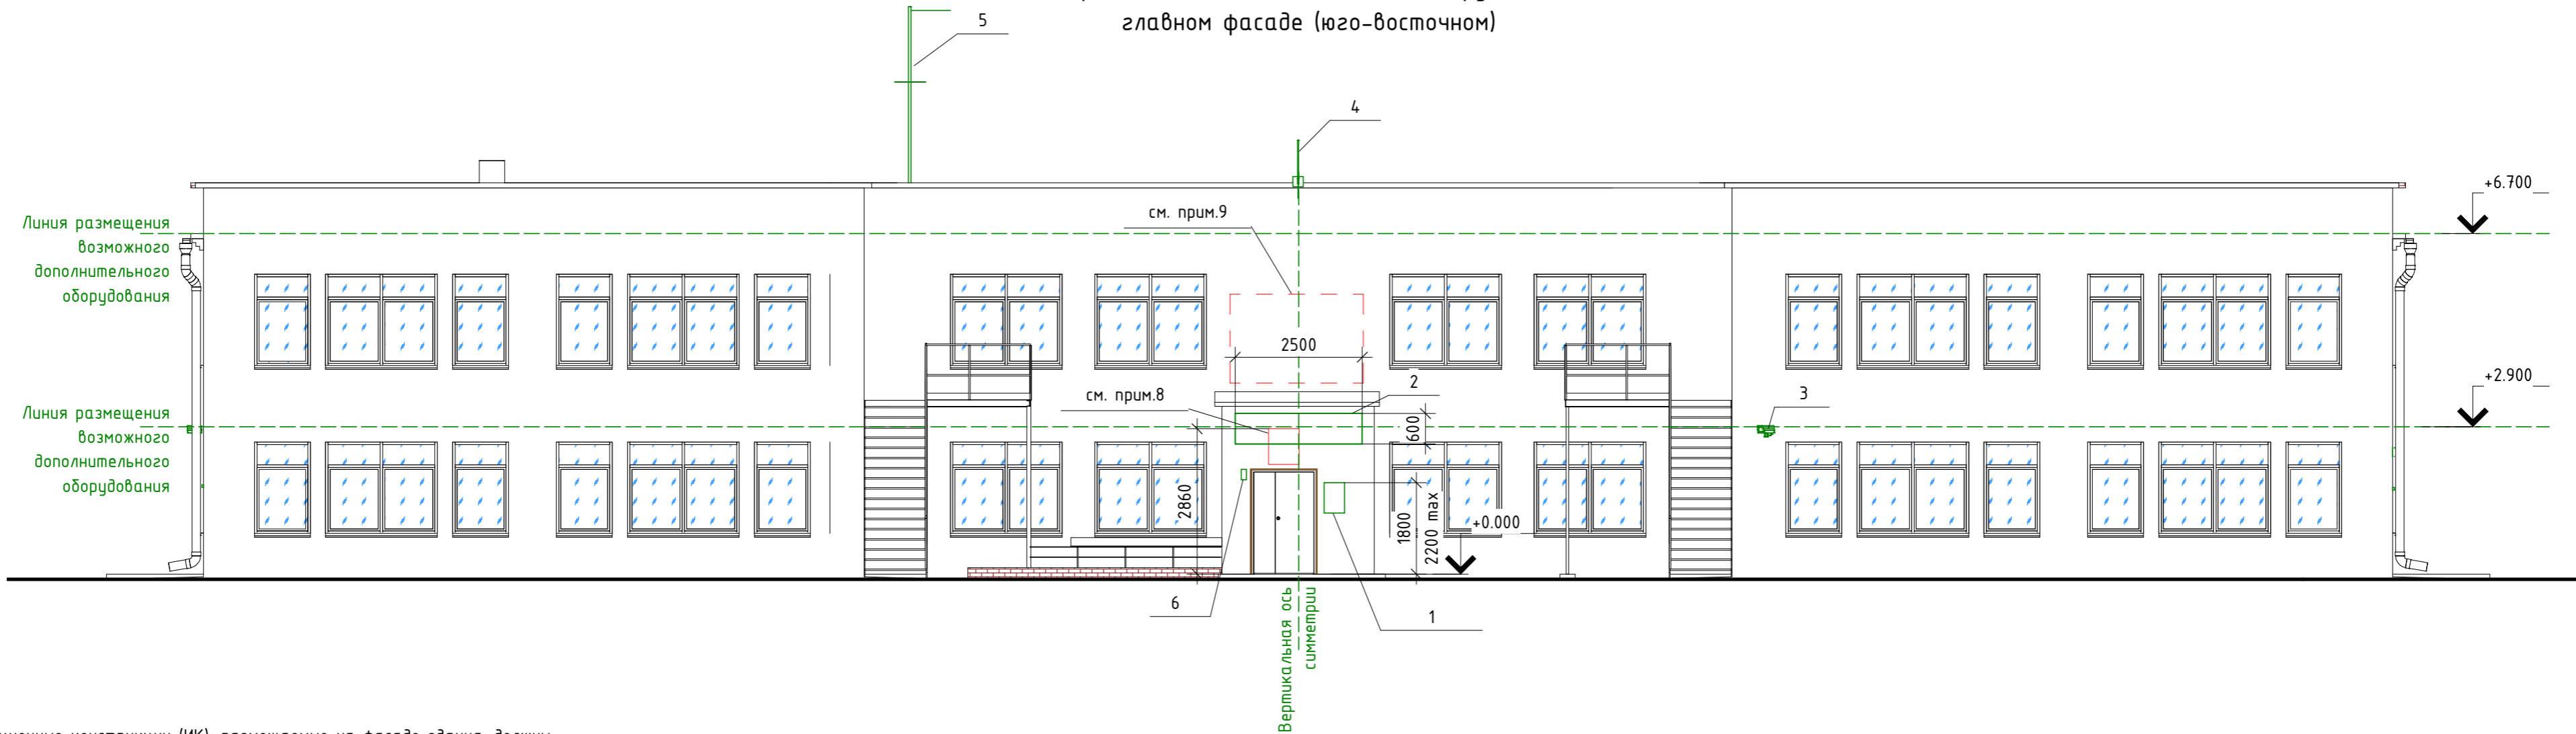 главном фасаде (юго-восточном)
5
4
+6.700
см. прим.9
Линия размещения
возможного
дополнительного
оборудования
2500
2
+2.900
см. прим.8
3
Линия размещения
возможного
дополнительного
оборудования
600
2860
1800
2200 max
+0.000
6
1
Вертикальная ось
симметрии